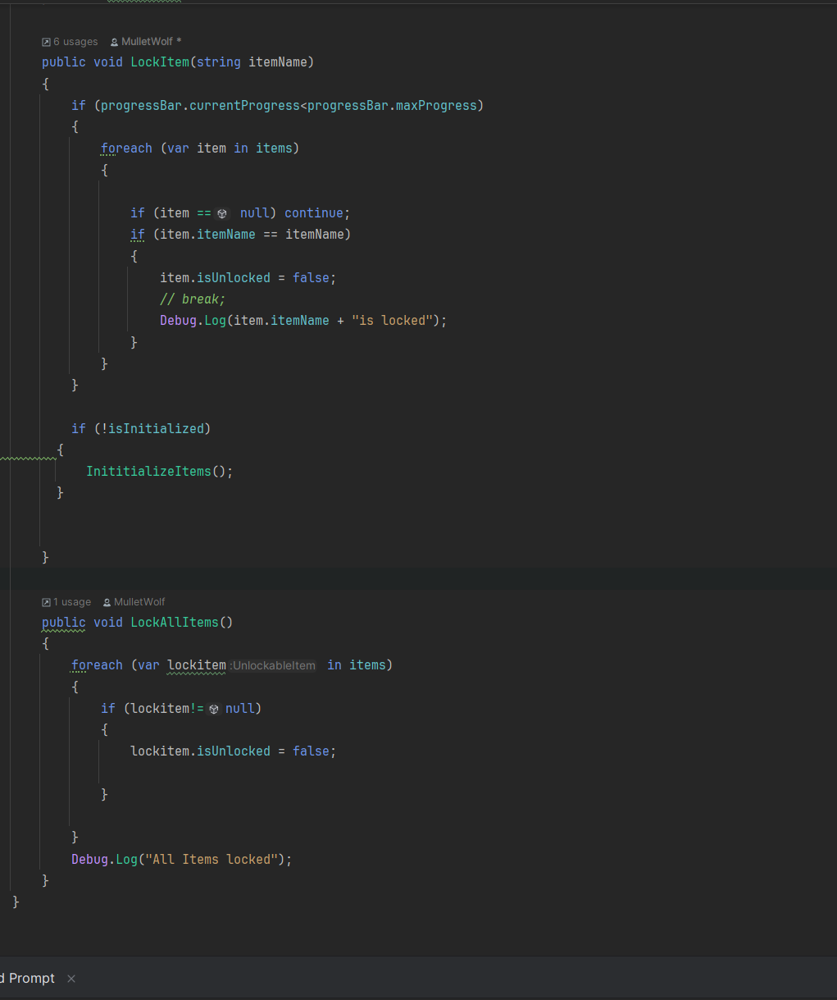 6 usages MulletWolf *
public void LockItem(string itemName)
{
if (progressBar.currentProgress<progressBar.maxProgress)
{
foreach (var item in items)
{
if (item == null) continue;
if (item.itemName == itemName)
{
item.isUnlocked = false;
// break;
Debug.Log(item.itemName + "is locked");
}
}
}
if (!isInitialized)
{
InititializeItems();
}
}
1 usage MulletWolf
public void LockAllItems()
{
foreach (var lockitem :UnlockableItem in items)
{
if (lockitem!= null)
{
lockitem.isUnlocked = false;
}
}
Debug.Log("All Items locked");
}
}
d Prompt ×